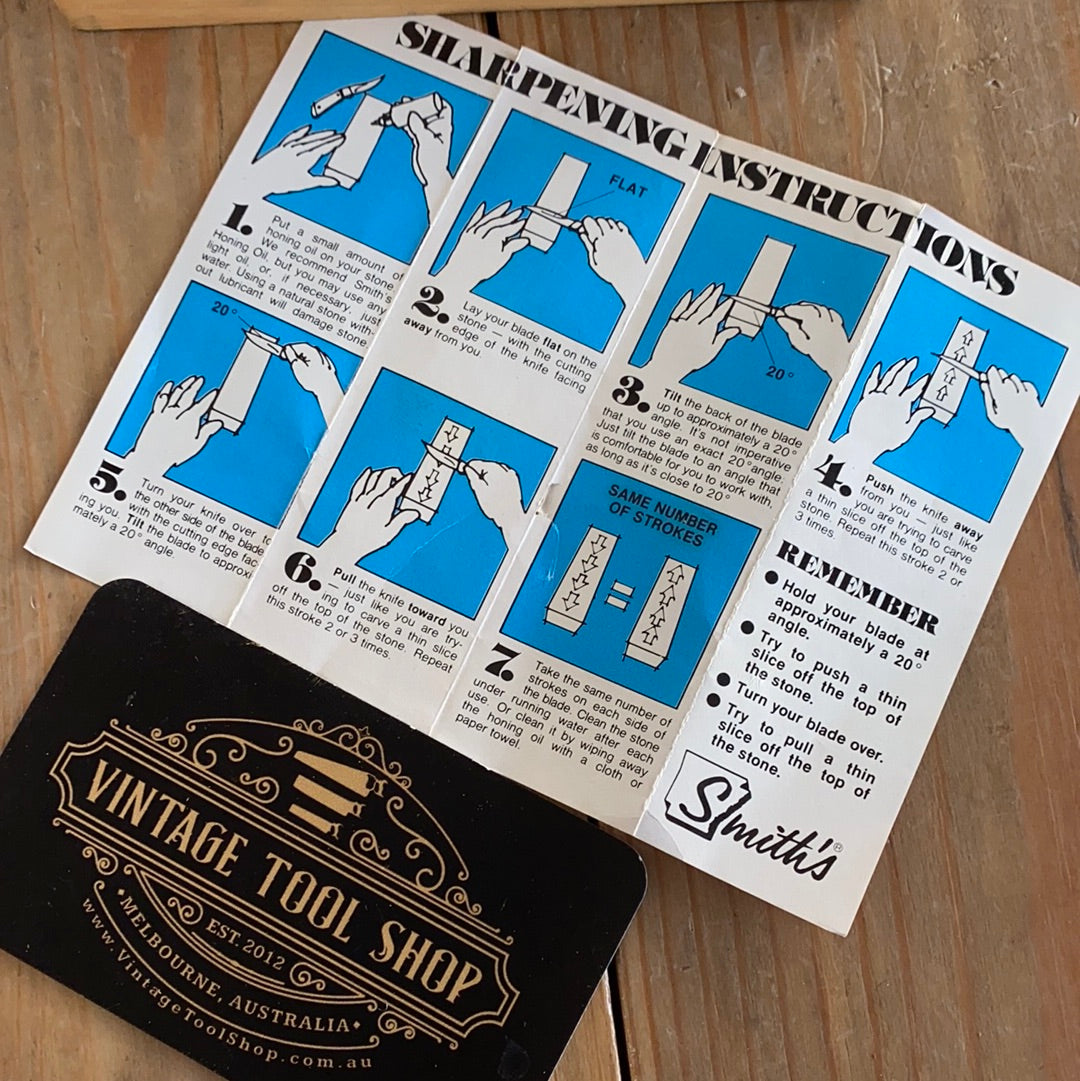 SHARPENING INSTRUCTIONS
1. Put a small amount of
honing oil on your stone.
We recommend Smith's
Honing Oil, but you may use any
light oil, or, if necessary, just
water. Using a natural stone with-
out lubricant will damage stone.
FLAT
2. Lay your blade flat on the
stone — with the cutting
edge of the knife facing
away from you.
20°
3. Tilt the back of the blade
up to approximately a 20°
angle. It's not imperative
that you use an exact 20° angle.
Just tilt the blade to an angle that
is comfortable for you to work with,
as long as it's close to 20°
4. Push the knife away
from you — just like
you are trying to carve
a thin slice off the top of the
stone. Repeat this stroke 2 or
3 times.
20°
5. Turn your knife over to
the other side of the blade
with the cutting edge fac-
ing you. Tilt the blade to approxi-
mately a 20° angle.
6. Pull the knife toward you
— just like you are try-
ing to carve a thin slice
off the top of the stone. Repeat
this stroke 2 or 3 times.
SAME NUMBER
OF STROKES
=
7. Take the same number of
strokes on each side of
the blade. Clean the stone
under running water after each
use. Or clean it by wiping away
the honing oil with a cloth or
paper towel.
REMEMBER
● Hold your blade at
approximately a 20°
angle.
● Try to push a thin
slice off the top of
the stone.
● Turn your blade over.
● Try to pull a thin
slice off the top of
the stone.
Smith's®
VINTAGE TOOL SHOP
EST. 2012
MELBOURNE, AUSTRALIA
www.VintageToolShop.com.au